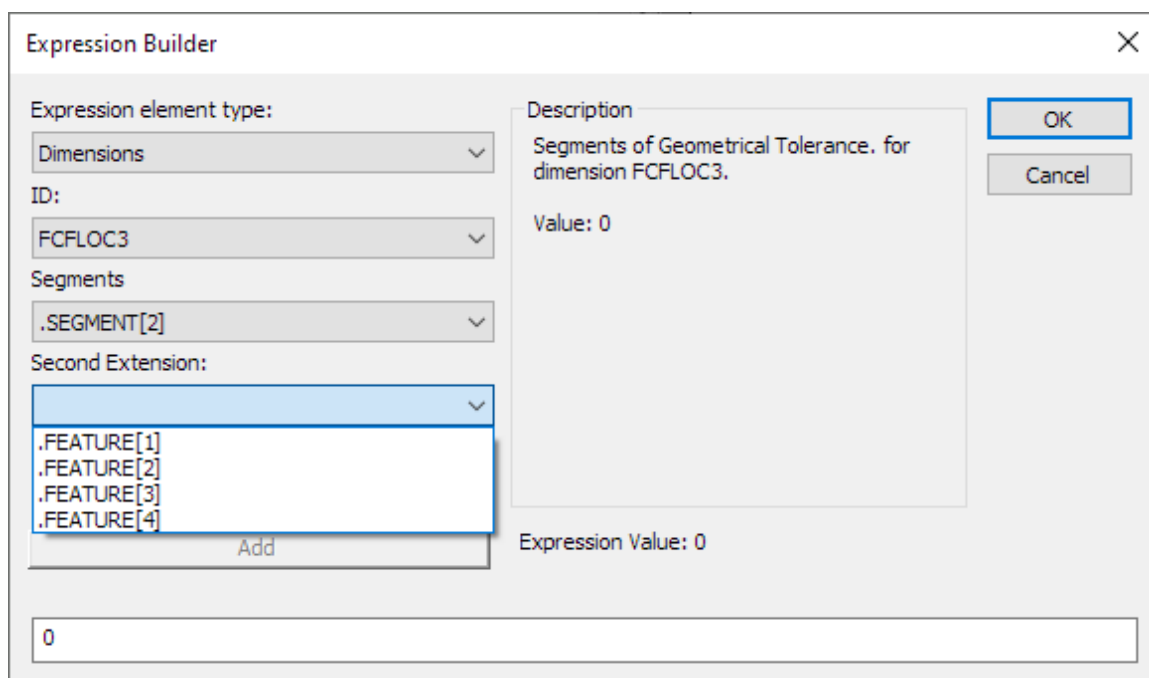 Expression Builder
Expression element type:
Dimensions
ID:
FCFLOC3
Segments
.SEGMENT[2]
Second Extension:
.FEATURE[1]
.FEATURE[2]
.FEATURE[3]
.FEATURE[4]
Add
Description
Segments of Geometrical Tolerance. for
dimension FCFLOC3.
Value: 0
Expression Value: 0
OK
Cancel
0